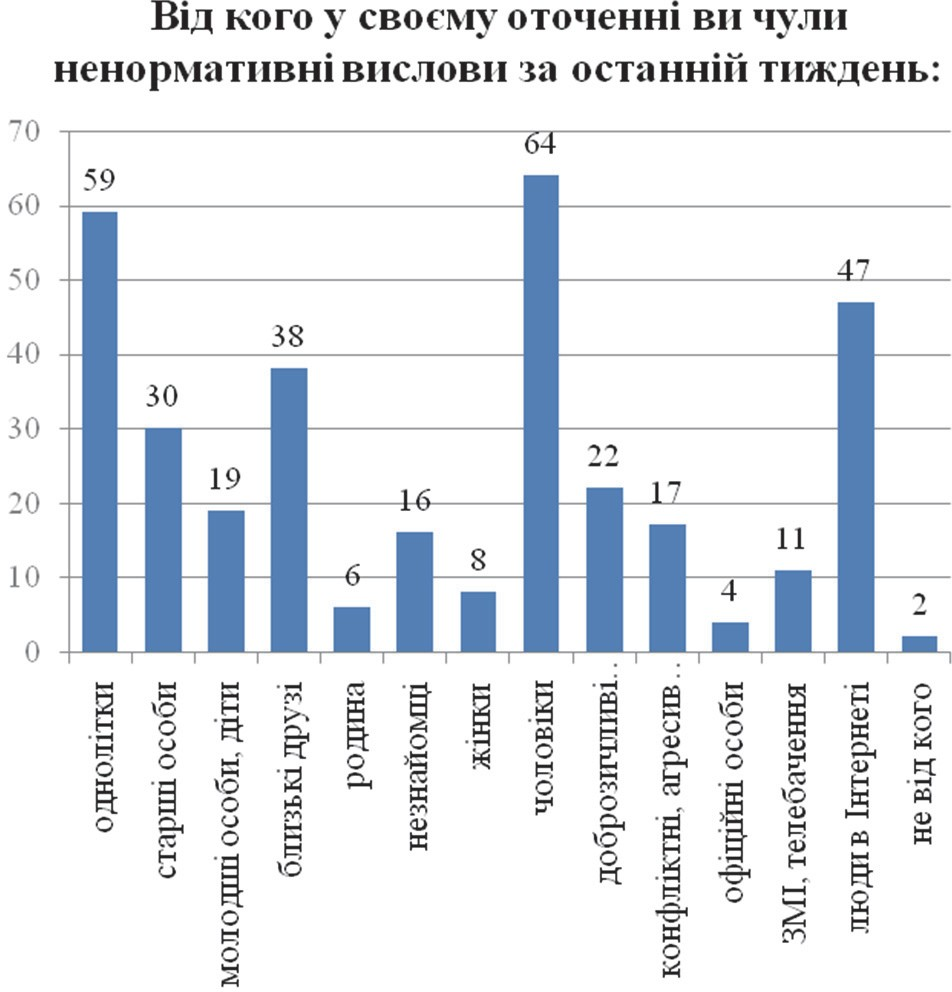 Від кого у своєму оточенні ви чули
ненормативні вислови за останній тиждень:
70
60
50
40
30
20
10
0
59
30
19
38
6
16
8
64
22
17
4
11
47
2
однолітки
старші особи
молодші особи, діти
близькі друзі
родина
незнайомці
жінки
чоловіки
доброзичливі..
конфліктні, агресив..
офіційні особи
ЗМІ, телебачення
люди в Інтернеті
не від кого